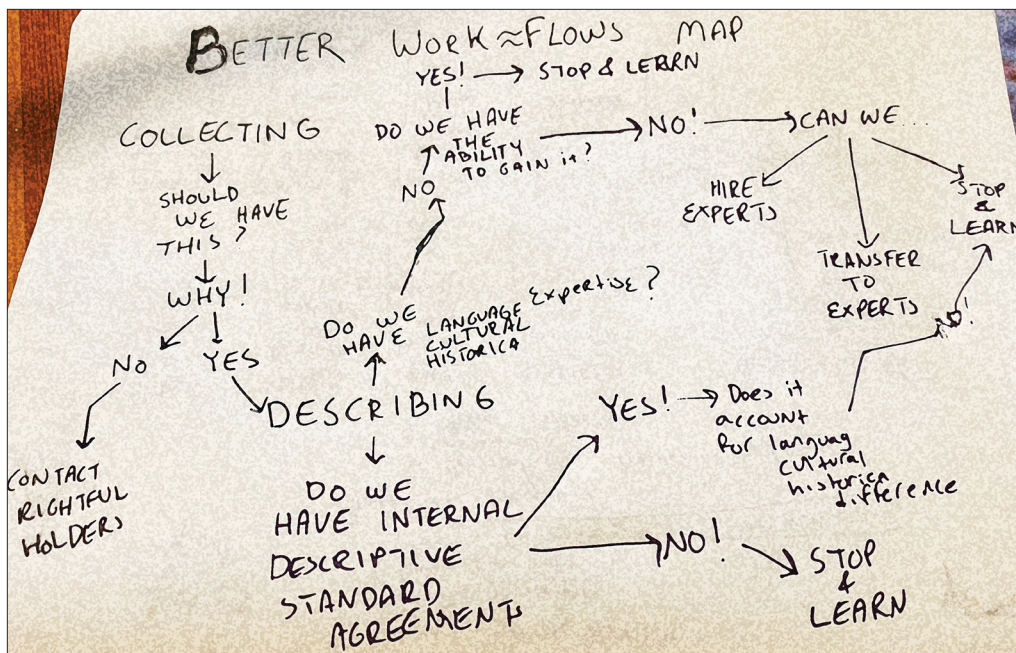 BETTER WORK≈FLOWS MAP
YES! → STOP & LEARN
COLLECTING
DO WE HAVE
THE
ABILITY
TO GAIN it?
NO! → CAN WE...
SHOULD
WE HAVE
THIS?
NO
HIRE
EXPERTS
TRANSFER
TO
EXPERTS
STOP
&
LEARN
WHY!
NO
YES
DO WE
HAVE
LANGUAGE
CULTURAL
HISTORICA
Expertise?
NO!
DESCRIBING
CONTACT
RIGHTFUL
HOLDERS
DO WE
HAVE INTERNAL
DESCRIPTIVE
STANDARD
AGREEMENTS
YES! → Does it
account
for languag
cultural
historica
difference
NO!
STOP
&
LEARN